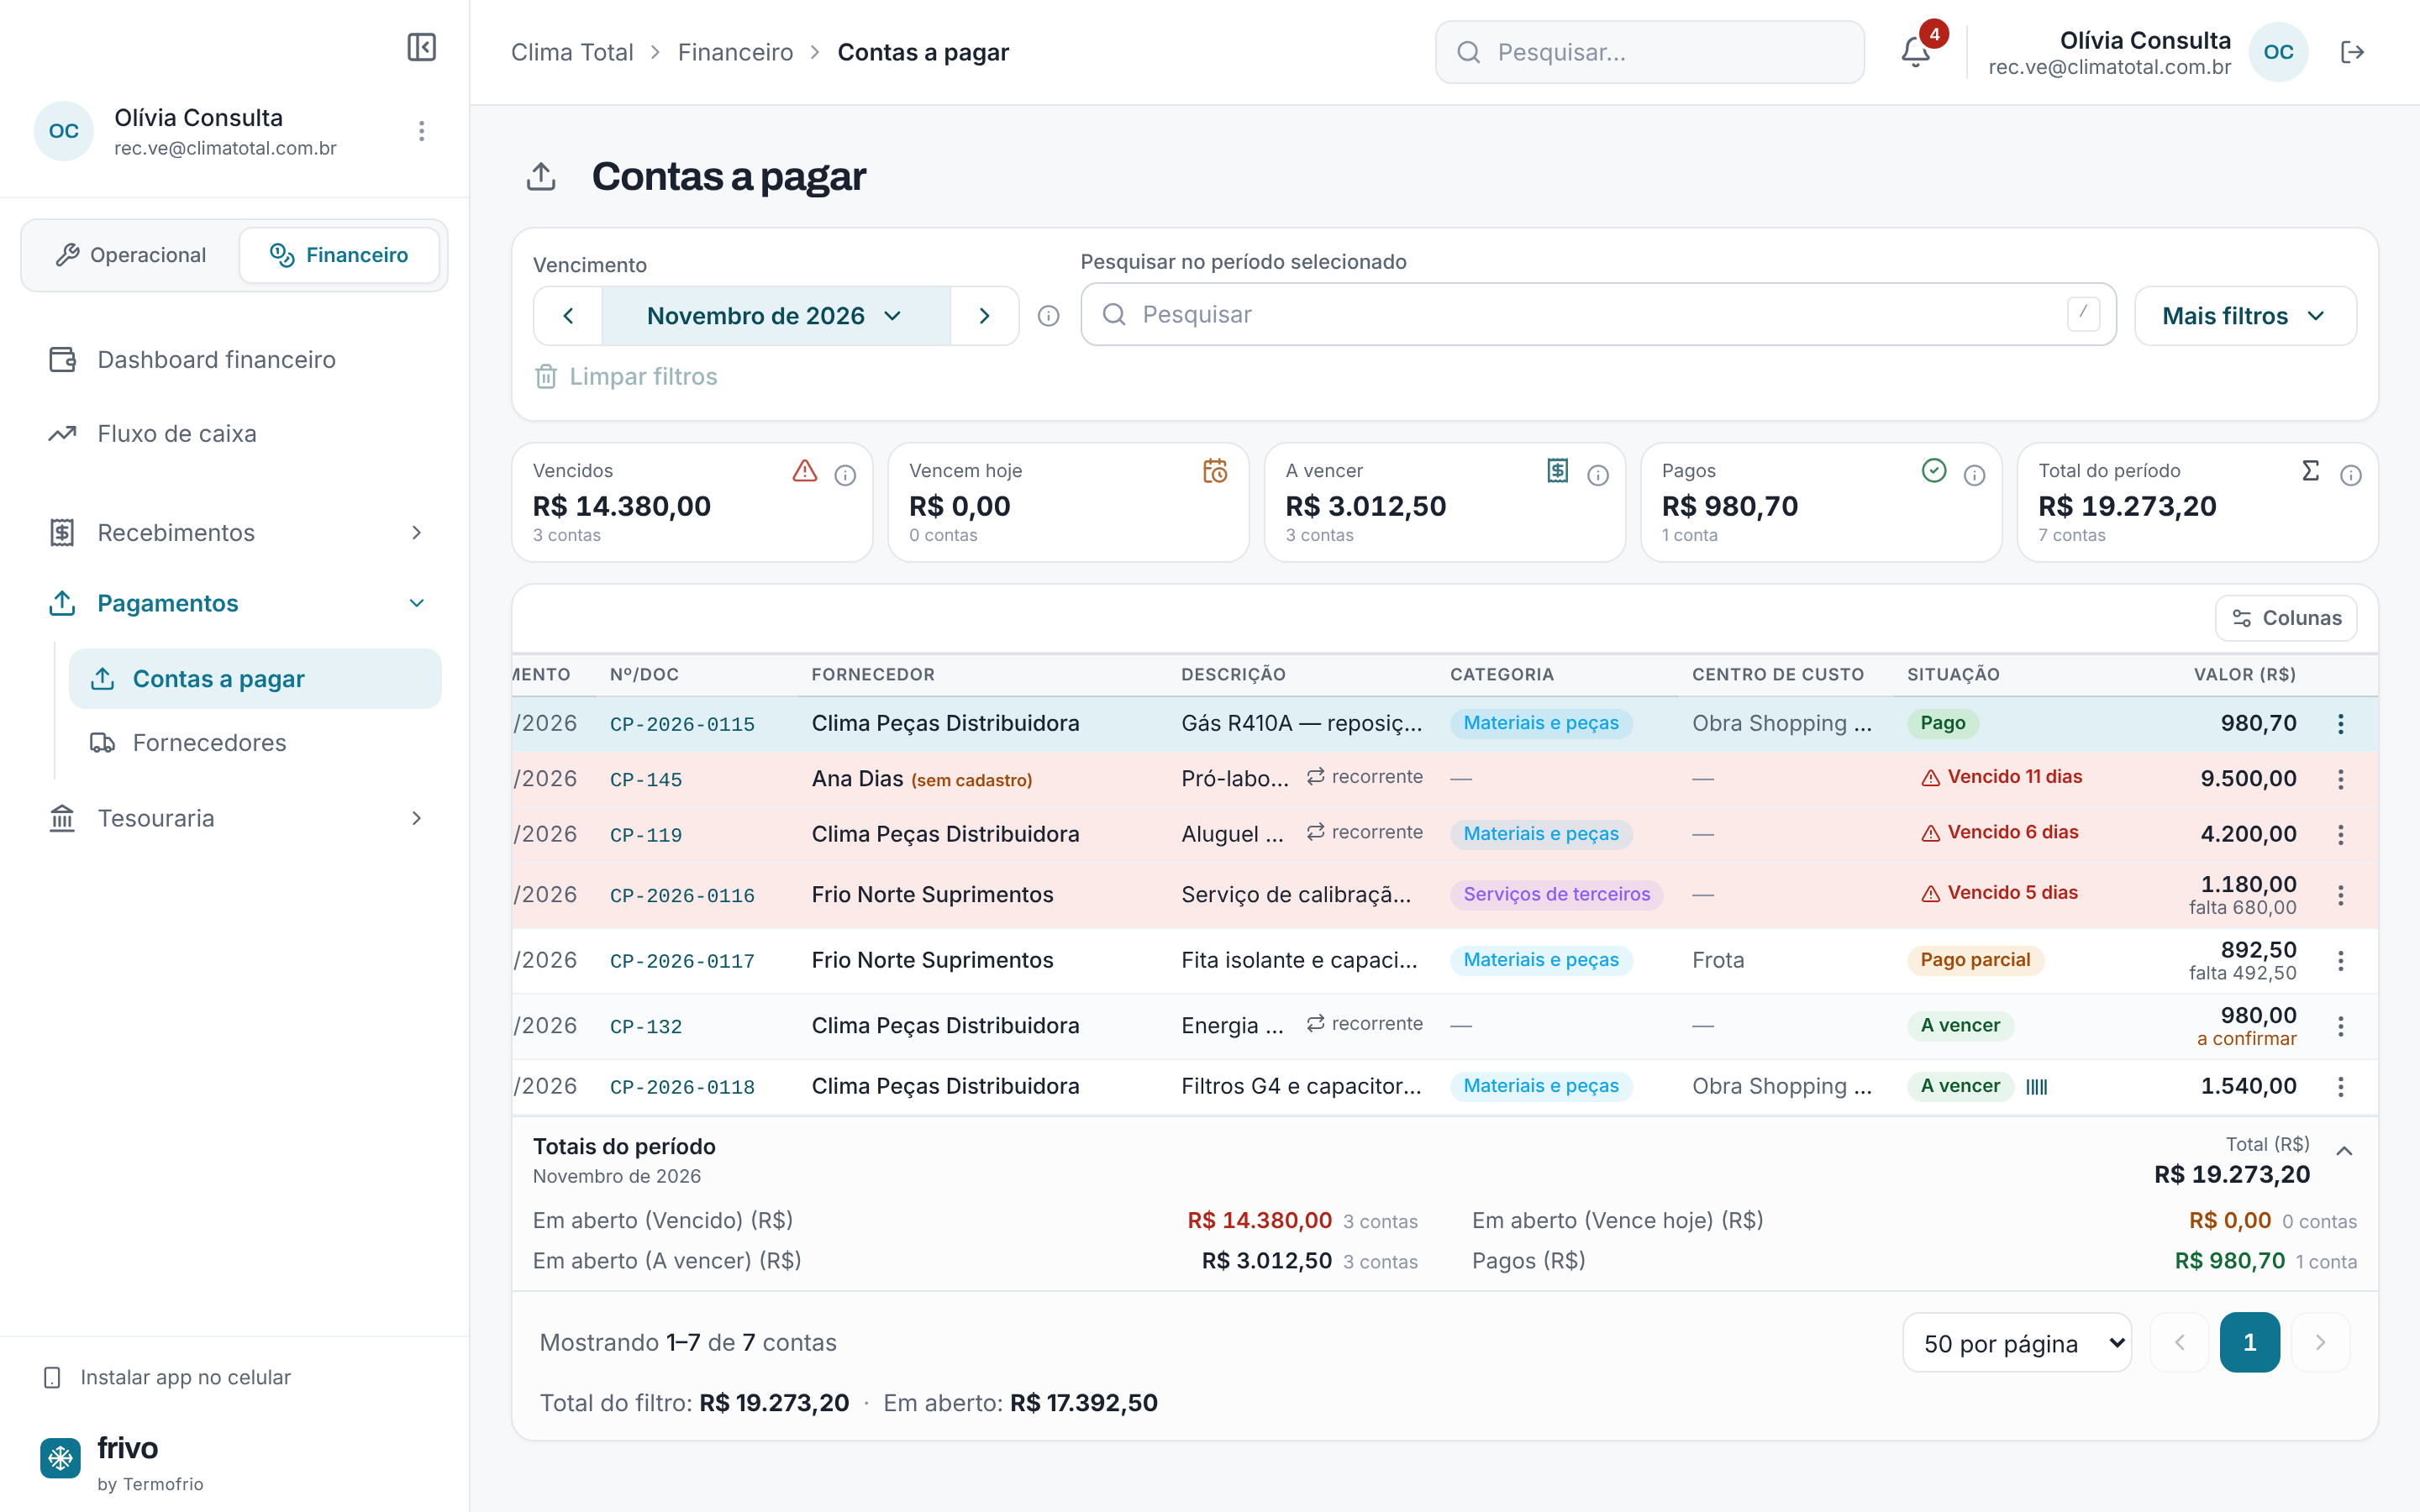 Clima Total > Financeiro > Contas a pagar
Pesquisar...
4
Olívia Consulta
rec.ve@climatotal.com.br
OC
OC
Olívia Consulta
rec.ve@climatotal.com.br
Operacional
Financeiro
Dashboard financeiro
Fluxo de caixa
Recebimentos
Pagamentos
Contas a pagar
Fornecedores
Tesouraria
Instalar app no celular
frivo
by Termofrio
Contas a pagar
Vencimento
Novembro de 2026
Pesquisar no período selecionado
Pesquisar
/
Mais filtros
Limpar filtros
Vencidos
R$ 14.380,00
3 contas
Vencem hoje
R$ 0,00
0 contas
A vencer
R$ 3.012,50
3 contas
Pagos
R$ 980,70
1 conta
Total do período
Σ
R$ 19.273,20
7 contas
Colunas
MENTO Nº/DOC FORNECEDOR DESCRIÇÃO CATEGORIA CENTRO DE CUSTO SITUAÇÃO VALOR (R$)
/2026 CP-2026-0115 Clima Peças Distribuidora Gás R410A — reposiç... Materiais e peças Obra Shopping ... Pago 980,70
/2026 CP-145 Ana Dias (sem cadastro) Pró-labo... recorrente — — Vencido 11 dias 9.500,00
/2026 CP-119 Clima Peças Distribuidora Aluguel ... recorrente Materiais e peças — Vencido 6 dias 4.200,00
/2026 CP-2026-0116 Frio Norte Suprimentos Serviço de calibraçã... Serviços de terceiros — Vencido 5 dias 1.180,00
falta 680,00
/2026 CP-2026-0117 Frio Norte Suprimentos Fita isolante e capaci... Materiais e peças Frota Pago parcial 892,50
falta 492,50
/2026 CP-132 Clima Peças Distribuidora Energia ... recorrente — — A vencer 980,00
a confirmar
/2026 CP-2026-0118 Clima Peças Distribuidora Filtros G4 e capacitor... Materiais e peças Obra Shopping ... A vencer 1.540,00
Totais do período
Novembro de 2026
Total (R$)
R$ 19.273,20
Em aberto (Vencido) (R$) R$ 14.380,00 3 contas
Em aberto (Vence hoje) (R$) R$ 0,00 0 contas
Em aberto (A vencer) (R$) R$ 3.012,50 3 contas
Pagos (R$) R$ 980,70 1 conta
Mostrando 1–7 de 7 contas
50 por página
1
Total do filtro: R$ 19.273,20 · Em aberto: R$ 17.392,50